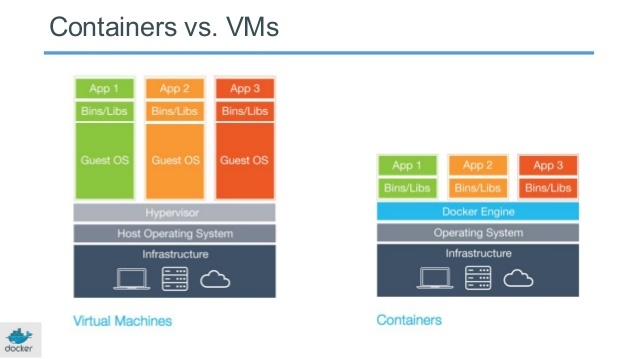 Containers vs. VMs
App 1 App 2 App 3
Bins/Libs Bins/Libs Bins/Libs
Guest OS Guest OS Guest OS
Hypervisor
Host Operating System
Infrastructure
Virtual Machines
App 1 App 2 App 3
Bins/Libs Bins/Libs Bins/Libs
Docker Engine
Operating System
Infrastructure
Containers
docker